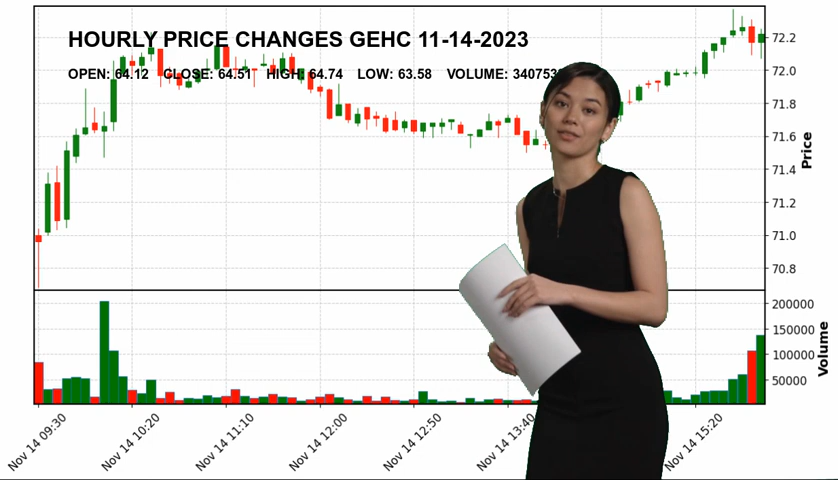 HOURLY PRICE CHANGES GEHC 11-14-2023
OPEN: 64.12 CLOSE: 64.51 HIGH: 64.74 LOW: 63.58 VOLUME: 340753
72.2
72.0
71.8
71.6
71.4
71.2
71.0
70.8
Price
200000
150000
100000
50000
Volume
Nov 14 09:30
Nov 14 10:20
Nov 14 11:10
Nov 14 12:00
Nov 14 12:50
Nov 14 13:40
Nov 14 15:20